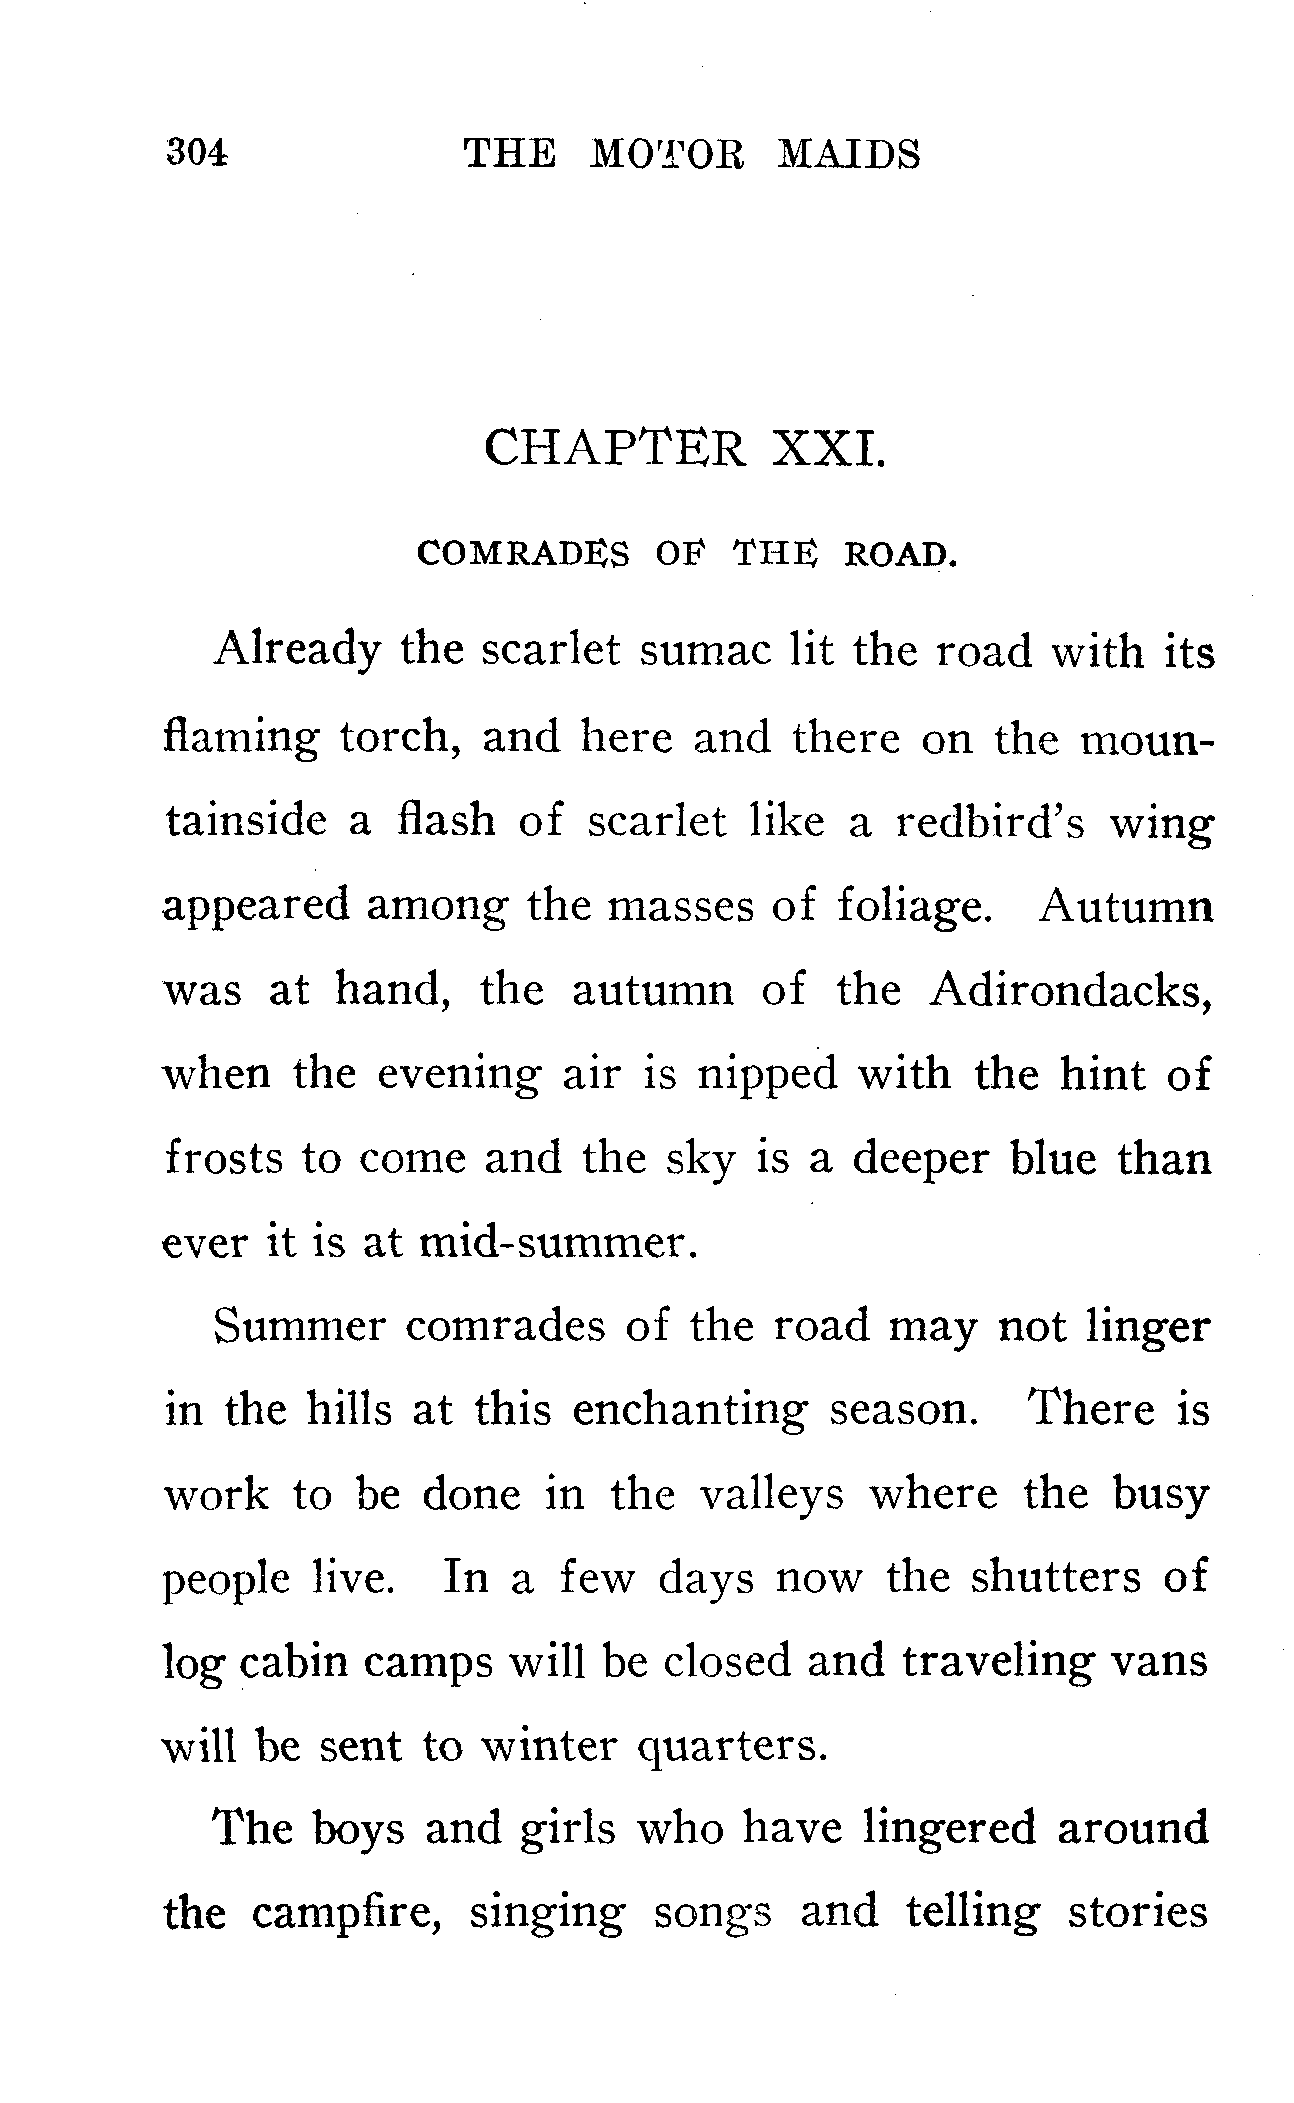 304 THE MOTOR MAIDS
CHAPTER XXI.
COMRADES OF THE ROAD.
Already the scarlet sumac lit the road with its
flaming torch, and here and there on the moun-
tainside a flash of scarlet like a redbird's wing
appeared among the masses of foliage. Autumn
was at hand, the autumn of the Adirondacks,
when the evening air is nipped with the hint of
frosts to come and the sky is a deeper blue than
ever it is at mid-summer.
Summer comrades of the road may not linger
in the hills at this enchanting season. There is
work to be done in the valleys where the busy
people live. In a few days now the shutters of
log cabin camps will be closed and traveling vans
will be sent to winter quarters.
The boys and girls who have lingered around
the campfire, singing songs and telling stories